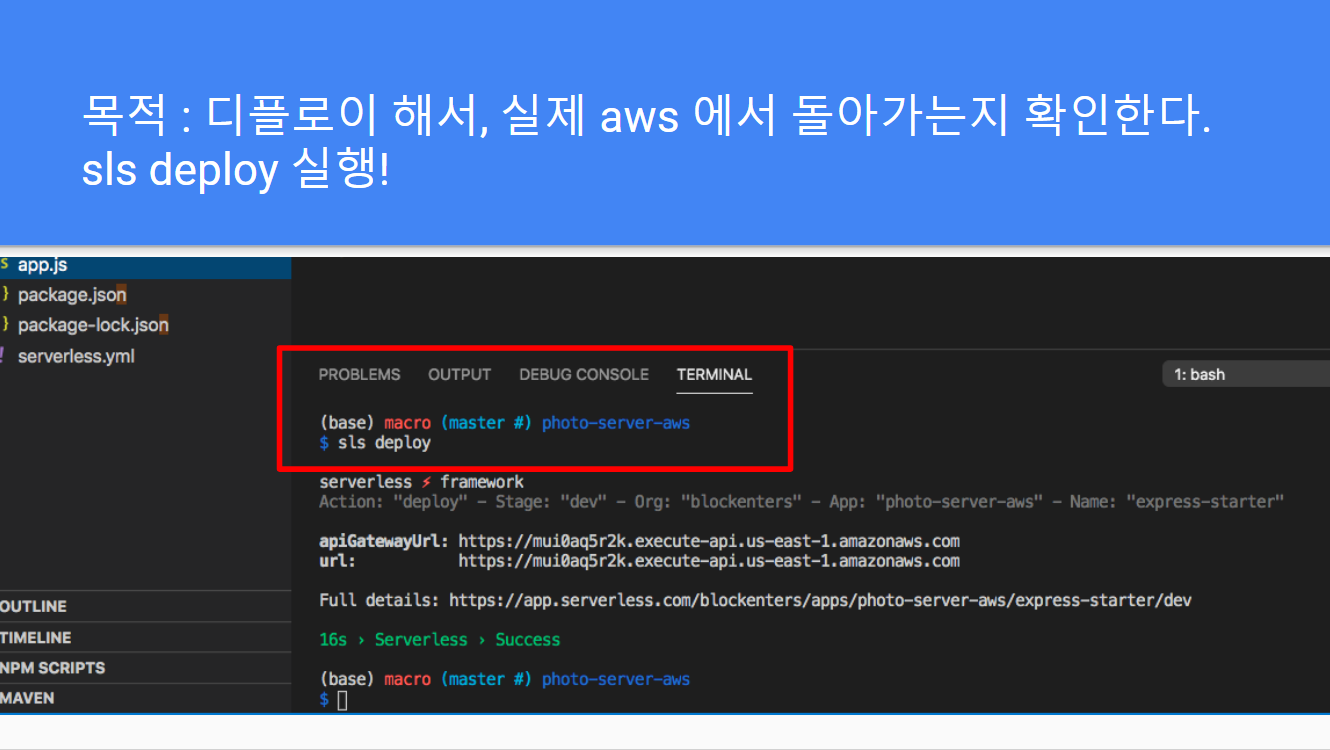 목적 : 디플로이 해서, 실제 aws 에서 돌아가는지 확인한다.
sls deploy 실행!
app.js
package.json
package-lock.json
serverless.yml
OUTLINE
TIMELINE
NPM SCRIPTS
MAVEN
PROBLEMS OUTPUT DEBUG CONSOLE TERMINAL 1: bash
(base) macro (master #) photo-server-aws
$ sls deploy
serverless ⚡ framework
Action: "deploy" - Stage: "dev" - Org: "blockenters" - App: "photo-server-aws" - Name: "express-starter"
apiGatewayUrl: https://mui0aq5r2k.execute-api.us-east-1.amazonaws.com
url: https://mui0aq5r2k.execute-api.us-east-1.amazonaws.com
Full details: https://app.serverless.com/blockenters/apps/photo-server-aws/express-starter/dev
16s › Serverless › Success
(base) macro (master #) photo-server-aws
$